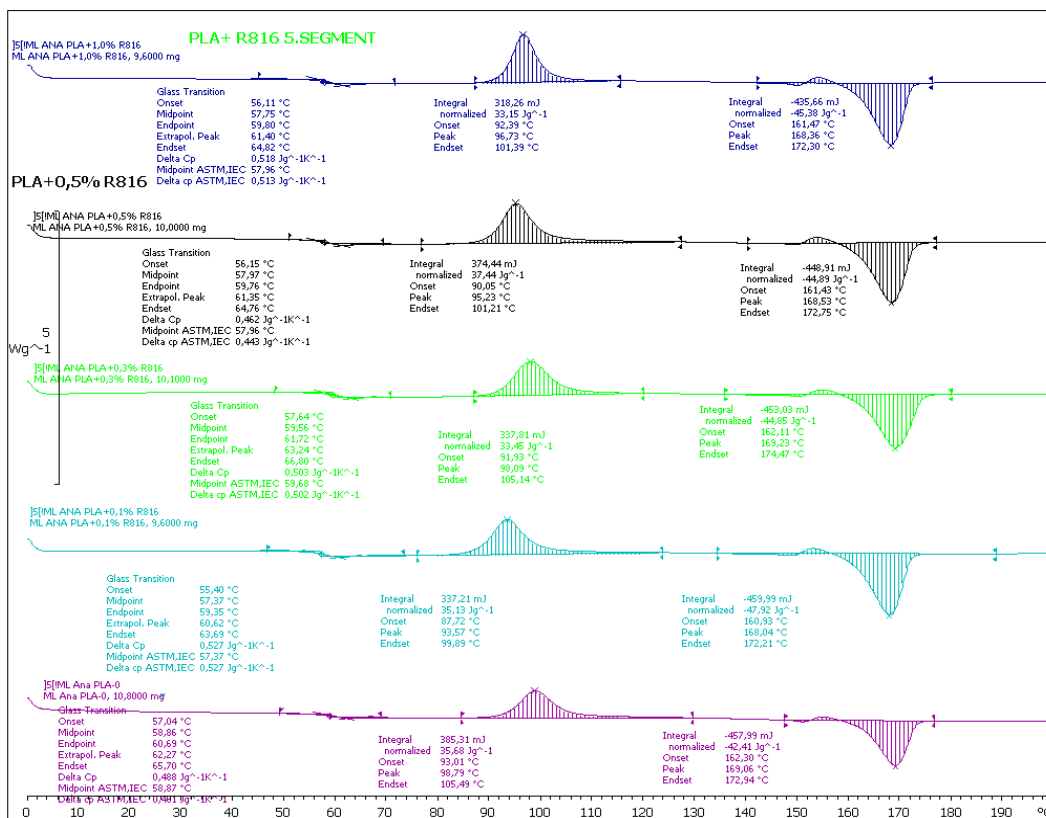 PLA+ R816 5.SEGMENT
]5[!ML ANA PLA+1,0% R816
ML ANA PLA+1,0% R816, 9,6000 mg
Glass Transition
Onset 56,11 °C
Midpoint 57,75 °C
Endpoint 59,80 °C
Extrapol. Peak 61,40 °C
Endset 64,82 °C
Delta Cp 0,518 Jg^-1K^-1
Midpoint ASTM,IEC 57,96 °C
Delta cp ASTM,IEC 0,513 Jg^-1K^-1
Integral 318,26 mJ
normalized 33,15 Jg^-1
Onset 92,39 °C
Peak 96,73 °C
Endset 101,39 °C
Integral -435,66 mJ
normalized -45,38 Jg^-1
Onset 161,47 °C
Peak 168,36 °C
Endset 172,30 °C
PLA+0,5% R816
]5[!ML ANA PLA+0,5% R816
ML ANA PLA+0,5% R816, 10,0000 mg
Glass Transition
Onset 56,15 °C
Midpoint 57,97 °C
Endpoint 59,76 °C
Extrapol. Peak 61,35 °C
Endset 64,76 °C
Delta Cp 0,462 Jg^-1K^-1
Midpoint ASTM,IEC 57,96 °C
Delta cp ASTM,IEC 0,443 Jg^-1K^-1
Integral 374,44 mJ
normalized 37,44 Jg^-1
Onset 90,05 °C
Peak 95,23 °C
Endset 101,21 °C
Integral -448,91 mJ
normalized -44,89 Jg^-1
Onset 161,43 °C
Peak 168,53 °C
Endset 172,75 °C
5
Wg^-1
]5[!ML ANA PLA+0,3% R816
ML ANA PLA+0,3% R816, 10,1000 mg
Glass Transition
Onset 57,64 °C
Midpoint 59,56 °C
Endpoint 61,72 °C
Extrapol. Peak 63,24 °C
Endset 66,80 °C
Delta Cp 0,503 Jg^-1K^-1
Midpoint ASTM,IEC 59,68 °C
Delta cp ASTM,IEC 0,502 Jg^-1K^-1
Integral 337,81 mJ
normalized 33,45 Jg^-1
Onset 91,93 °C
Peak 98,09 °C
Endset 105,14 °C
Integral -453,03 mJ
normalized -44,85 Jg^-1
Onset 162,11 °C
Peak 169,23 °C
Endset 174,47 °C
]5[!ML ANA PLA+0,1% R816
ML ANA PLA+0,1% R816, 9,6000 mg
Glass Transition
Onset 55,40 °C
Midpoint 57,37 °C
Endpoint 59,35 °C
Extrapol. Peak 60,62 °C
Endset 63,69 °C
Delta Cp 0,527 Jg^-1K^-1
Midpoint ASTM,IEC 57,37 °C
Delta cp ASTM,IEC 0,527 Jg^-1K^-1
Integral 337,21 mJ
normalized 35,13 Jg^-1
Onset 87,72 °C
Peak 93,57 °C
Endset 99,89 °C
Integral -459,99 mJ
normalized -47,92 Jg^-1
Onset 160,93 °C
Peak 168,04 °C
Endset 172,21 °C
]5[!ML Ana PLA-0
ML Ana PLA-0, 10,8000 mg
Glass Transition
Onset 57,04 °C
Midpoint 58,86 °C
Endpoint 60,69 °C
Extrapol. Peak 62,27 °C
Endset 65,70 °C
Delta Cp 0,488 Jg^-1K^-1
Midpoint ASTM,IEC 58,87 °C
Delta cp ASTM,IEC 0,481 Jg^-1K^-1
Integral 385,31 mJ
normalized 35,68 Jg^-1
Onset 93,01 °C
Peak 98,79 °C
Endset 105,49 °C
Integral -457,99 mJ
normalized -42,41 Jg^-1
Onset 162,30 °C
Peak 169,06 °C
Endset 172,94 °C
0 10 20 30 40 50 60 70 80 90 100 110 120 130 140 150 160 170 180 190